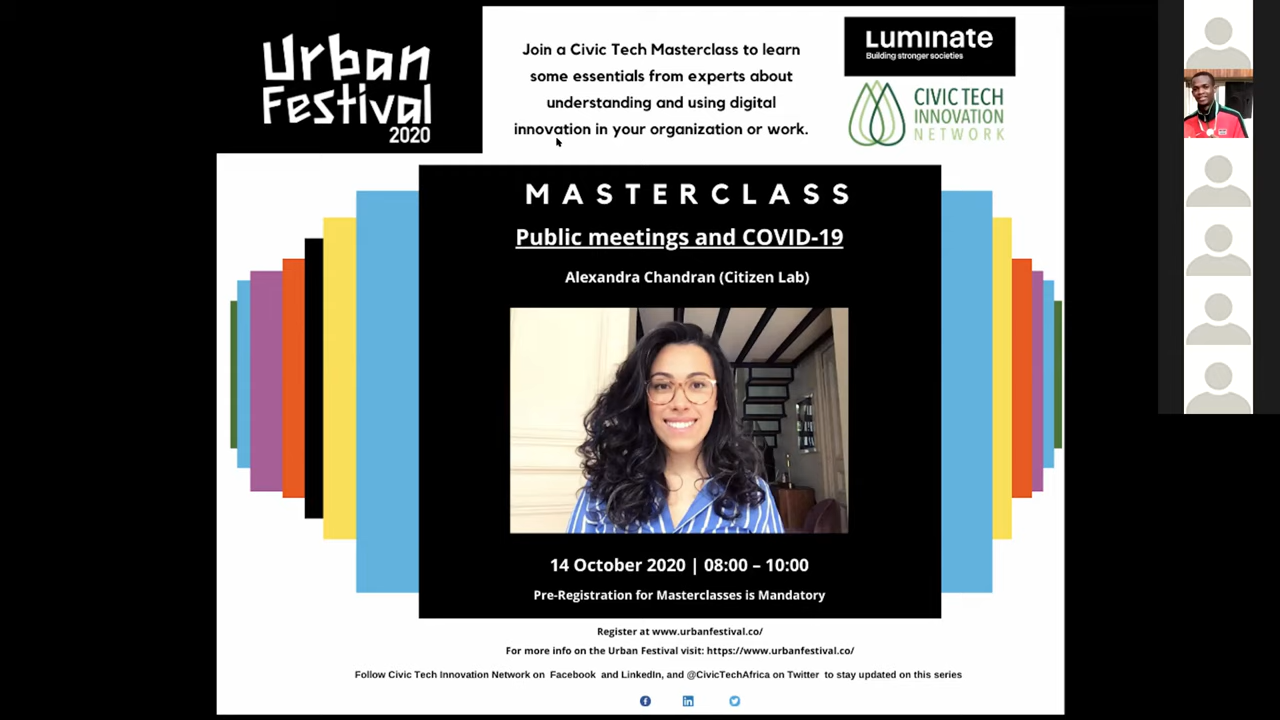 Urban
Festival
2020
Join a Civic Tech Masterclass to learn
some essentials from experts about
understanding and using digital
innovation in your organization or work.
Luminate
Building stronger societies
CIVIC TECH
INNOVATION
NETWORK
MASTERCLASS
Public meetings and COVID-19
Alexandra Chandran (Citizen Lab)
14 October 2020 | 08:00 – 10:00
Pre-Registration for Masterclasses is Mandatory
Register at www.urbanfestival.co/
For more info on the Urban Festival visit: https://www.urbanfestival.co/
Follow Civic Tech Innovation Network on Facebook and LinkedIn, and @CivicTechAfrica on Twitter to stay updated on this series